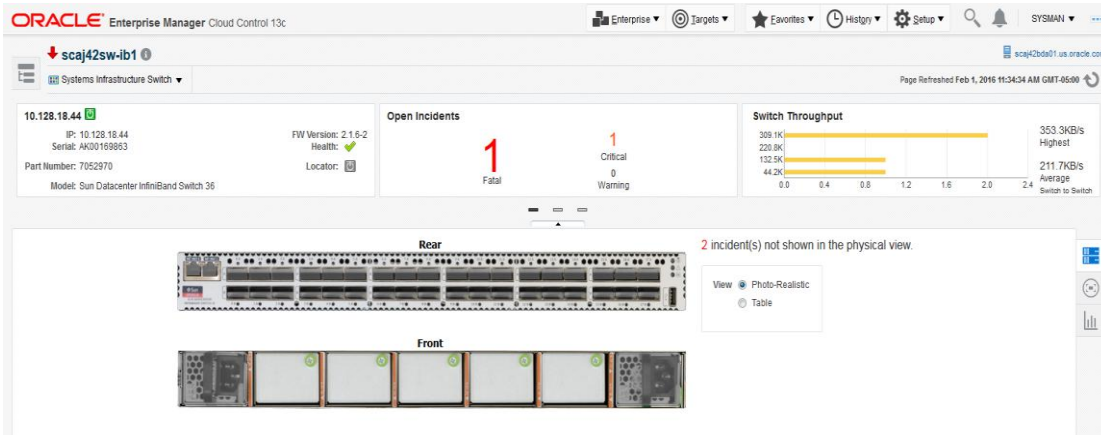 ORACLE Enterprise Manager Cloud Control 13c
Enterprise Targets Favorites History Setup SYSMAN
scaj42sw-ib1
scaj42bda01.us.oracle.co
Systems Infrastructure Switch
Page Refreshed Feb 1, 2016 11:34:34 AM GMT-05:00
10.128.18.44
IP: 10.128.18.44
FW Version: 2.1.6-2
Serial: AK00169863
Health:
Part Number: 7052970
Locator:
Model: Sun Datacenter InfiniBand Switch 36
Open Incidents
1
Fatal
1
Critical
0
Warning
Switch Throughput
309.1K
220.8K
132.5K
44.2K
0.0 0.4 0.8 1.2 1.6 2.0 2.4
353.3KB/s
Highest
211.7KB/s
Average
Switch to Switch
Rear
Front
2 incident(s) not shown in the physical view.
View Photo-Realistic
Table